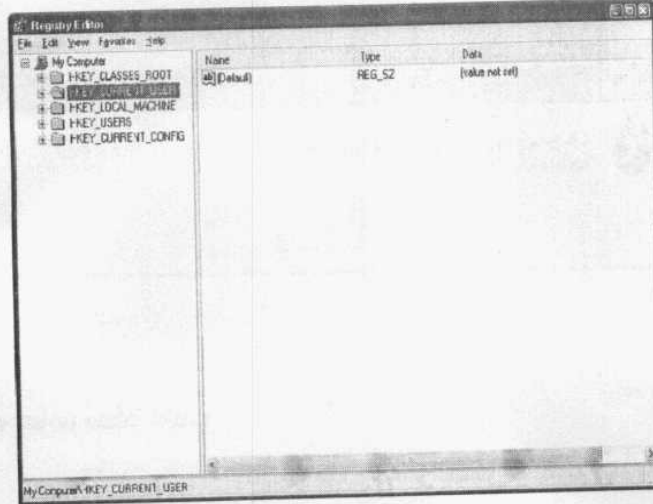 Registry Editor
File Edit View Favorites Help
My Computer
HKEY_CLASSES_ROOT
HKEY_CURRENT_USER
HKEY_LOCAL_MACHINE
HKEY_USERS
HKEY_CURRENT_CONFIG
Name Type Data
ab (Default) REG_SZ (value not set)
My Computer\HKEY_CURRENT_USER